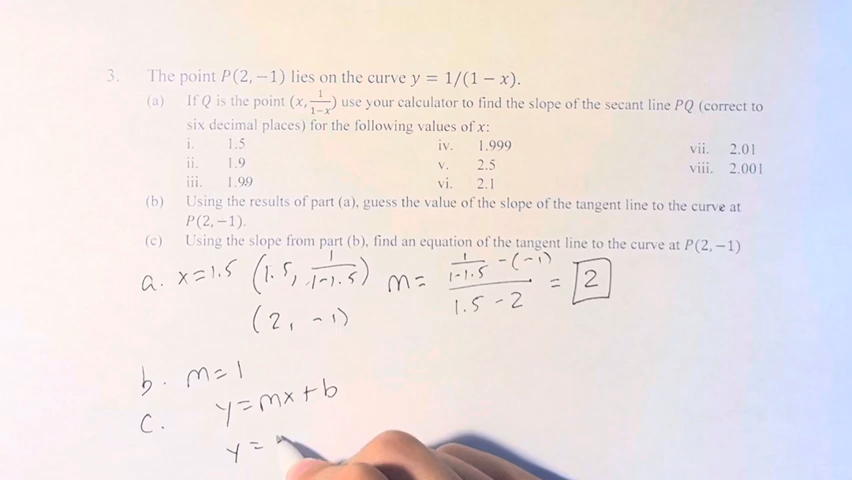 3. The point P(2, −1) lies on the curve y = 1/(1 − x).
(a) If Q is the point (x, 1/(1−x)) use your calculator to find the slope of the secant line PQ (correct to
six decimal places) for the following values of x:
i. 1.5 iv. 1.999 vii. 2.01
ii. 1.9 v. 2.5 viii. 2.001
iii. 1.99 vi. 2.1
(b) Using the results of part (a), guess the value of the slope of the tangent line to the curve at
P(2, −1).
(c) Using the slope from part (b), find an equation of the tangent line to the curve at P(2, −1)
a. x=1.5 (1.5, 1/(1-1.5)) m= (1/(1-1.5) -(-1))/(1.5-2) = 2
(2, -1)
b. m=1
c. y=mx+b
y=